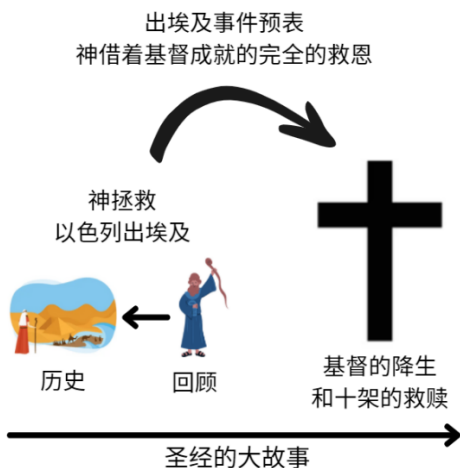 出埃及事件预表
神借着基督成就的完全的救恩
神拯救
以色列出埃及
历史
回顾
基督的降生
和十架的救赎
圣经的大故事